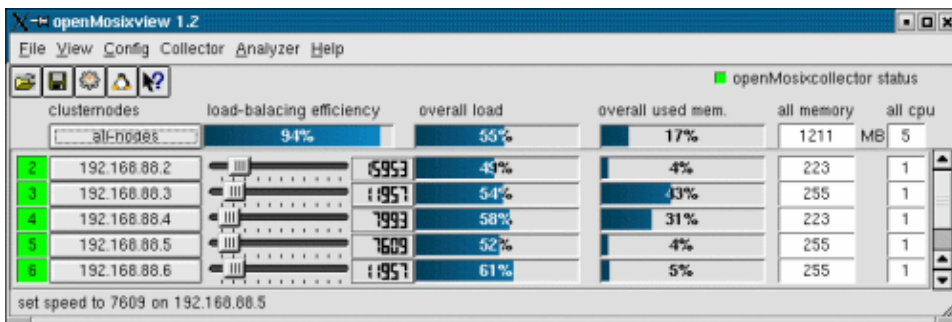 openMosixview 1.2
File View Config Collector Analyzer Help
openMosixcollector status
clusternodes load-balacing efficiency overall load overall used mem. all memory all cpu
all-nodes 94% 55% 17% 1211 MB 5
2 192.168.88.2 15953 49% 4% 223 1
3 192.168.88.3 11957 54% 43% 255 1
4 192.168.88.4 7993 58% 31% 223 1
5 192.168.88.5 7609 52% 4% 255 1
6 192.168.88.6 11957 61% 5% 255 1
set speed to 7609 on 192.168.88.5